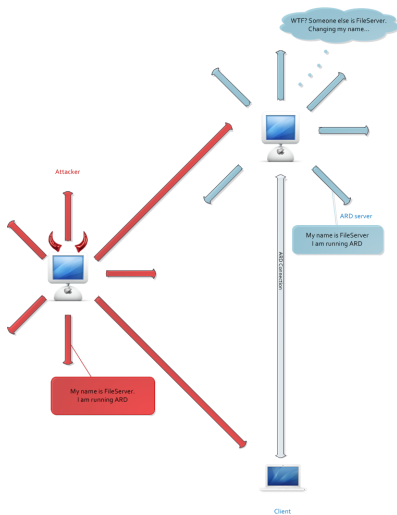 WTF? Someone else is FileServer.
Changing my name...
Attacker
ARD server
My name is FileServer
I am running ARD
ARD Connection
My name is FileServer.
I am running ARD
Client